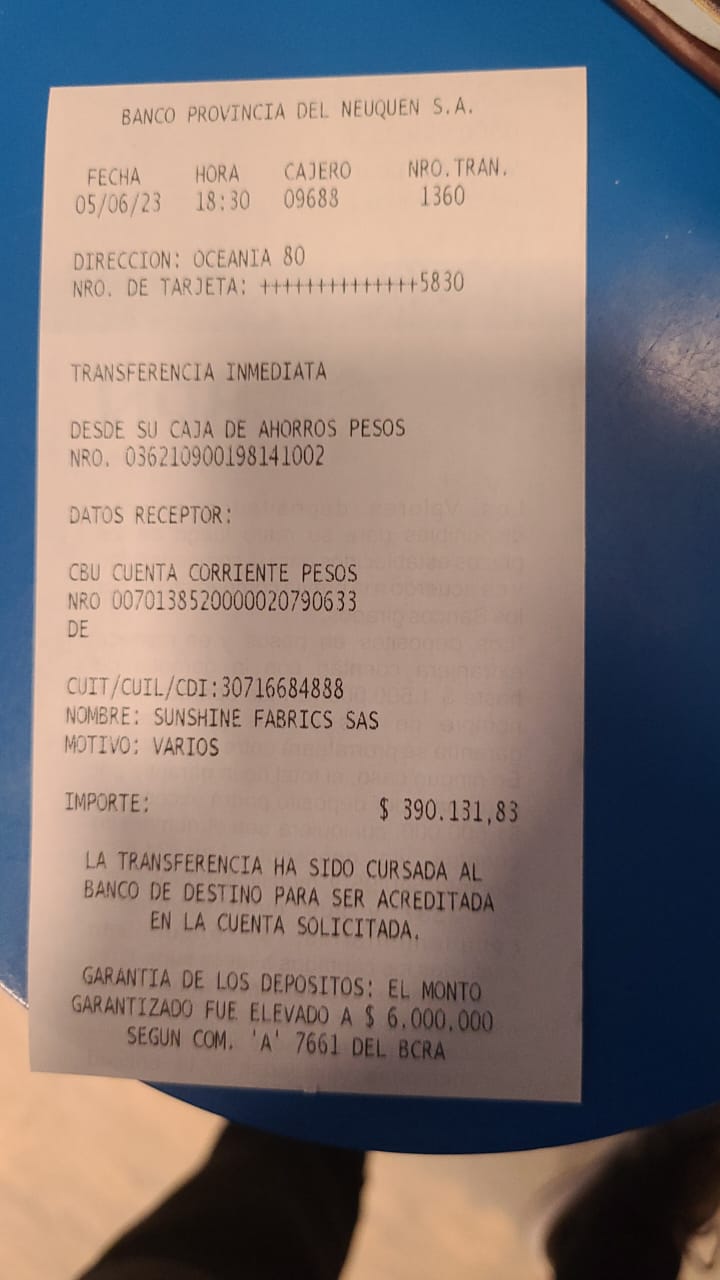 BANCO PROVINCIA DEL NEUQUEN S.A.
FECHA HORA CAJERO NRO.TRAN.
05/06/23 18:30 09688 1360
DIRECCION: OCEANIA 80
NRO. DE TARJETA: ++++++++++++++5830
TRANSFERENCIA INMEDIATA
DESDE SU CAJA DE AHORROS PESOS
NRO. 036210900198141002
DATOS RECEPTOR:
CBU CUENTA CORRIENTE PESOS
NRO 0070138520000020790633
DE
CUIT/CUIL/CDI:30716684888
NOMBRE: SUNSHINE FABRICS SAS
MOTIVO: VARIOS
IMPORTE: $ 390.131,83
LA TRANSFERENCIA HA SIDO CURSADA AL
BANCO DE DESTINO PARA SER ACREDITADA
EN LA CUENTA SOLICITADA.
GARANTIA DE LOS DEPOSITOS: EL MONTO
GARANTIZADO FUE ELEVADO A $ 6.000.000
SEGUN COM. 'A' 7661 DEL BCRA